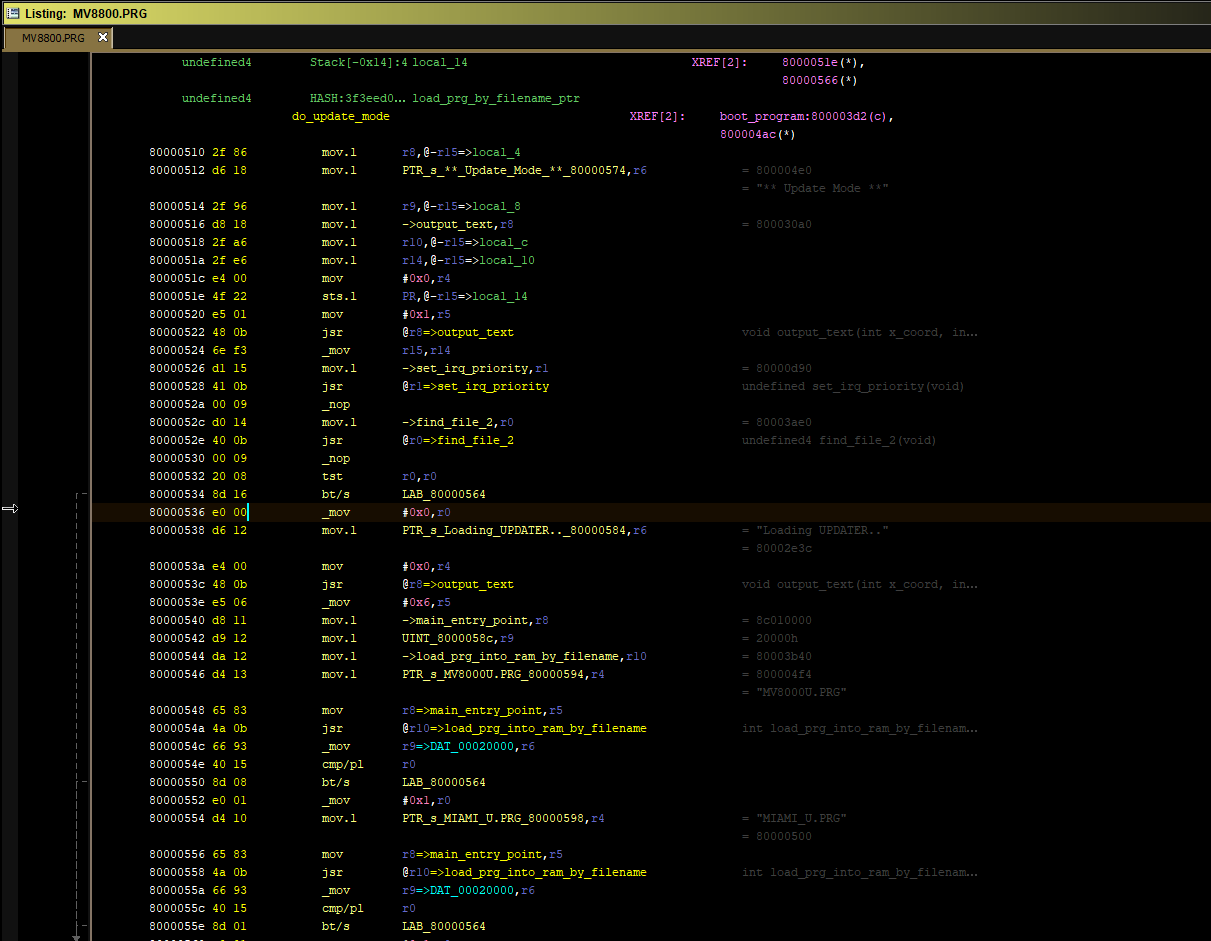 Listing: MV8800.PRG
MV8800.PRG
undefined4 Stack[-0x14]:4 local_14 XREF[2]: 8000051e(*),
80000566(*)
undefined4 HASH:3f3eed0... load_prg_by_filename_ptr
do_update_mode XREF[2]: boot_program:800003d2(c),
800004ac(*)
80000510 2f 86 mov.l r8,@-r15=>local_4
80000512 d6 18 mov.l PTR_s_**_Update_Mode_**_80000574,r6 = 800004e0
= "** Update Mode **"
80000514 2f 96 mov.l r9,@-r15=>local_8
80000516 d8 18 mov.l ->output_text,r8 = 800030a0
80000518 2f a6 mov.l r10,@-r15=>local_c
8000051a 2f e6 mov.l r14,@-r15=>local_10
8000051c e4 00 mov #0x0,r4
8000051e 4f 22 sts.l PR,@-r15=>local_14
80000520 e5 01 mov #0x1,r5
80000522 48 0b jsr @r8=>output_text void output_text(int x_coord, in...
80000524 6e f3 _mov r15,r14
80000526 d1 15 mov.l ->set_irq_priority,r1 = 80000d90
80000528 41 0b jsr @r1=>set_irq_priority undefined set_irq_priority(void)
8000052a 00 09 _nop
8000052c d0 14 mov.l ->find_file_2,r0 = 80003ae0
8000052e 40 0b jsr @r0=>find_file_2 undefined4 find_file_2(void)
80000530 00 09 _nop
80000532 20 08 tst r0,r0
80000534 8d 16 bt/s LAB_80000564
80000536 e0 00 _mov #0x0,r0
80000538 d6 12 mov.l PTR_s_Loading_UPDATER.._80000584,r6 = "Loading UPDATER.."
= 80002e3c
8000053a e4 00 mov #0x0,r4
8000053c 48 0b jsr @r8=>output_text void output_text(int x_coord, in...
8000053e e5 06 _mov #0x6,r5
80000540 d8 11 mov.l ->main_entry_point,r8 = 8c010000
80000542 d9 12 mov.l UINT_8000058c,r9 = 20000h
80000544 da 12 mov.l ->load_prg_into_ram_by_filename,r10 = 80003b40
80000546 d4 13 mov.l PTR_s_MV8000U.PRG_80000594,r4 = 800004f4
= "MV8000U.PRG"
80000548 65 83 mov r8=>main_entry_point,r5
8000054a 4a 0b jsr @r10=>load_prg_into_ram_by_filename int load_prg_into_ram_by_filenam...
8000054c 66 93 _mov r9=>DAT_00020000,r6
8000054e 40 15 cmp/pl r0
80000550 8d 08 bt/s LAB_80000564
80000552 e0 01 _mov #0x1,r0
80000554 d4 10 mov.l PTR_s_MIAMI_U.PRG_80000598,r4 = "MIAMI_U.PRG"
= 80000500
80000556 65 83 mov r8=>main_entry_point,r5
80000558 4a 0b jsr @r10=>load_prg_into_ram_by_filename int load_prg_into_ram_by_filenam...
8000055a 66 93 _mov r9=>DAT_00020000,r6
8000055c 40 15 cmp/pl r0
8000055e 8d 01 bt/s LAB_80000564